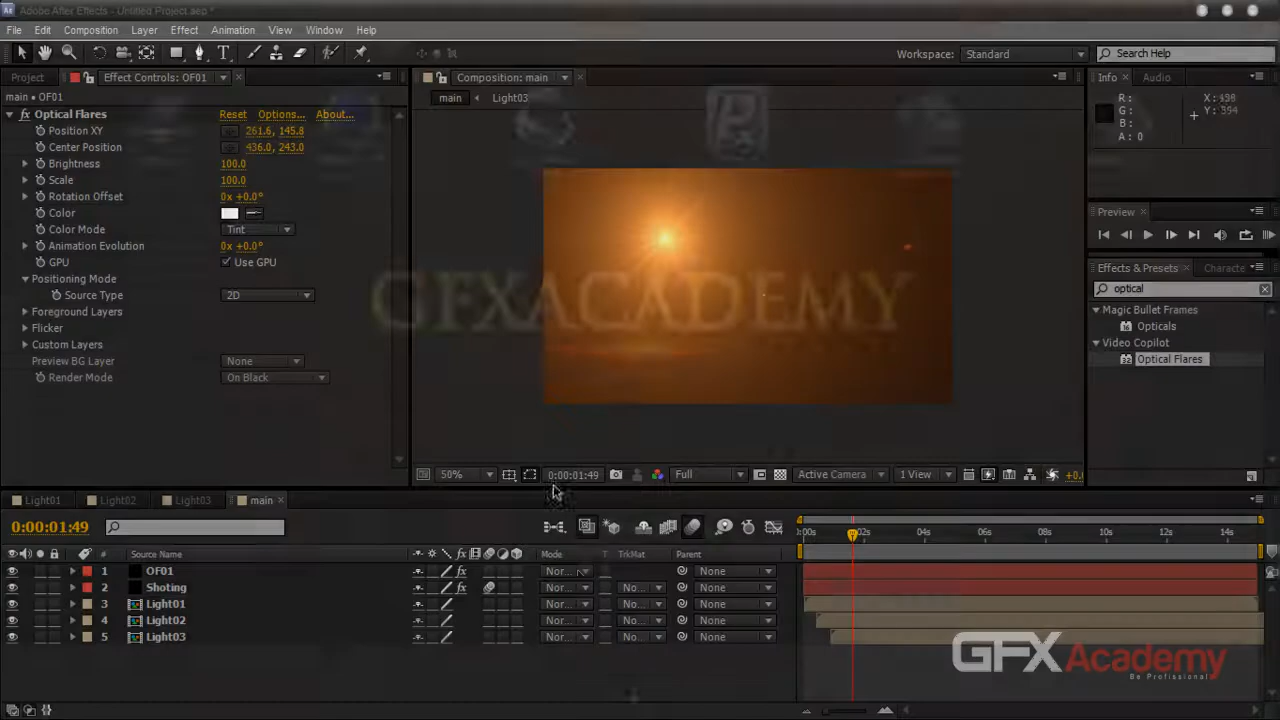 Adobe After Effects - Untitled Project.aep *
File Edit Composition Layer Effect Animation View Window Help
Workspace: Standard Search Help
Project Effect Controls: OF01 Composition: main Info Audio
main • OF01 main Light03 R: X: 498
G: Y: 394
B:
A: 0
fx Optical Flares Reset Options... About...
Position XY 261.6, 145.8
Center Position 436.0, 243.0
Brightness 100.0
Scale 100.0
Rotation Offset 0x +0.0°
Color
Color Mode Tint
Animation Evolution 0x +0.0°
GPU Use GPU
Positioning Mode
Source Type 2D
Foreground Layers
Flicker
Custom Layers
Preview BG Layer None
Render Mode On Black
GFXACADEMY
Preview
Effects & Presets Characte
optical
Magic Bullet Frames
Opticals
Video Copilot
Optical Flares
50% 0:00:01:49 Full Active Camera 1 View +0.
Light01 Light02 Light03 main
0:00:01:49
:00s 02s 04s 06s 08s 10s 12s 14s
# Source Name fx Mode T TrkMat Parent
1 OF01 fx Nor... None
2 Shoting fx Nor... No... None
3 Light01 Nor... No... None
4 Light02 Nor... No... None
5 Light03 Nor... No... None
GFXAcademy
Be Profissional